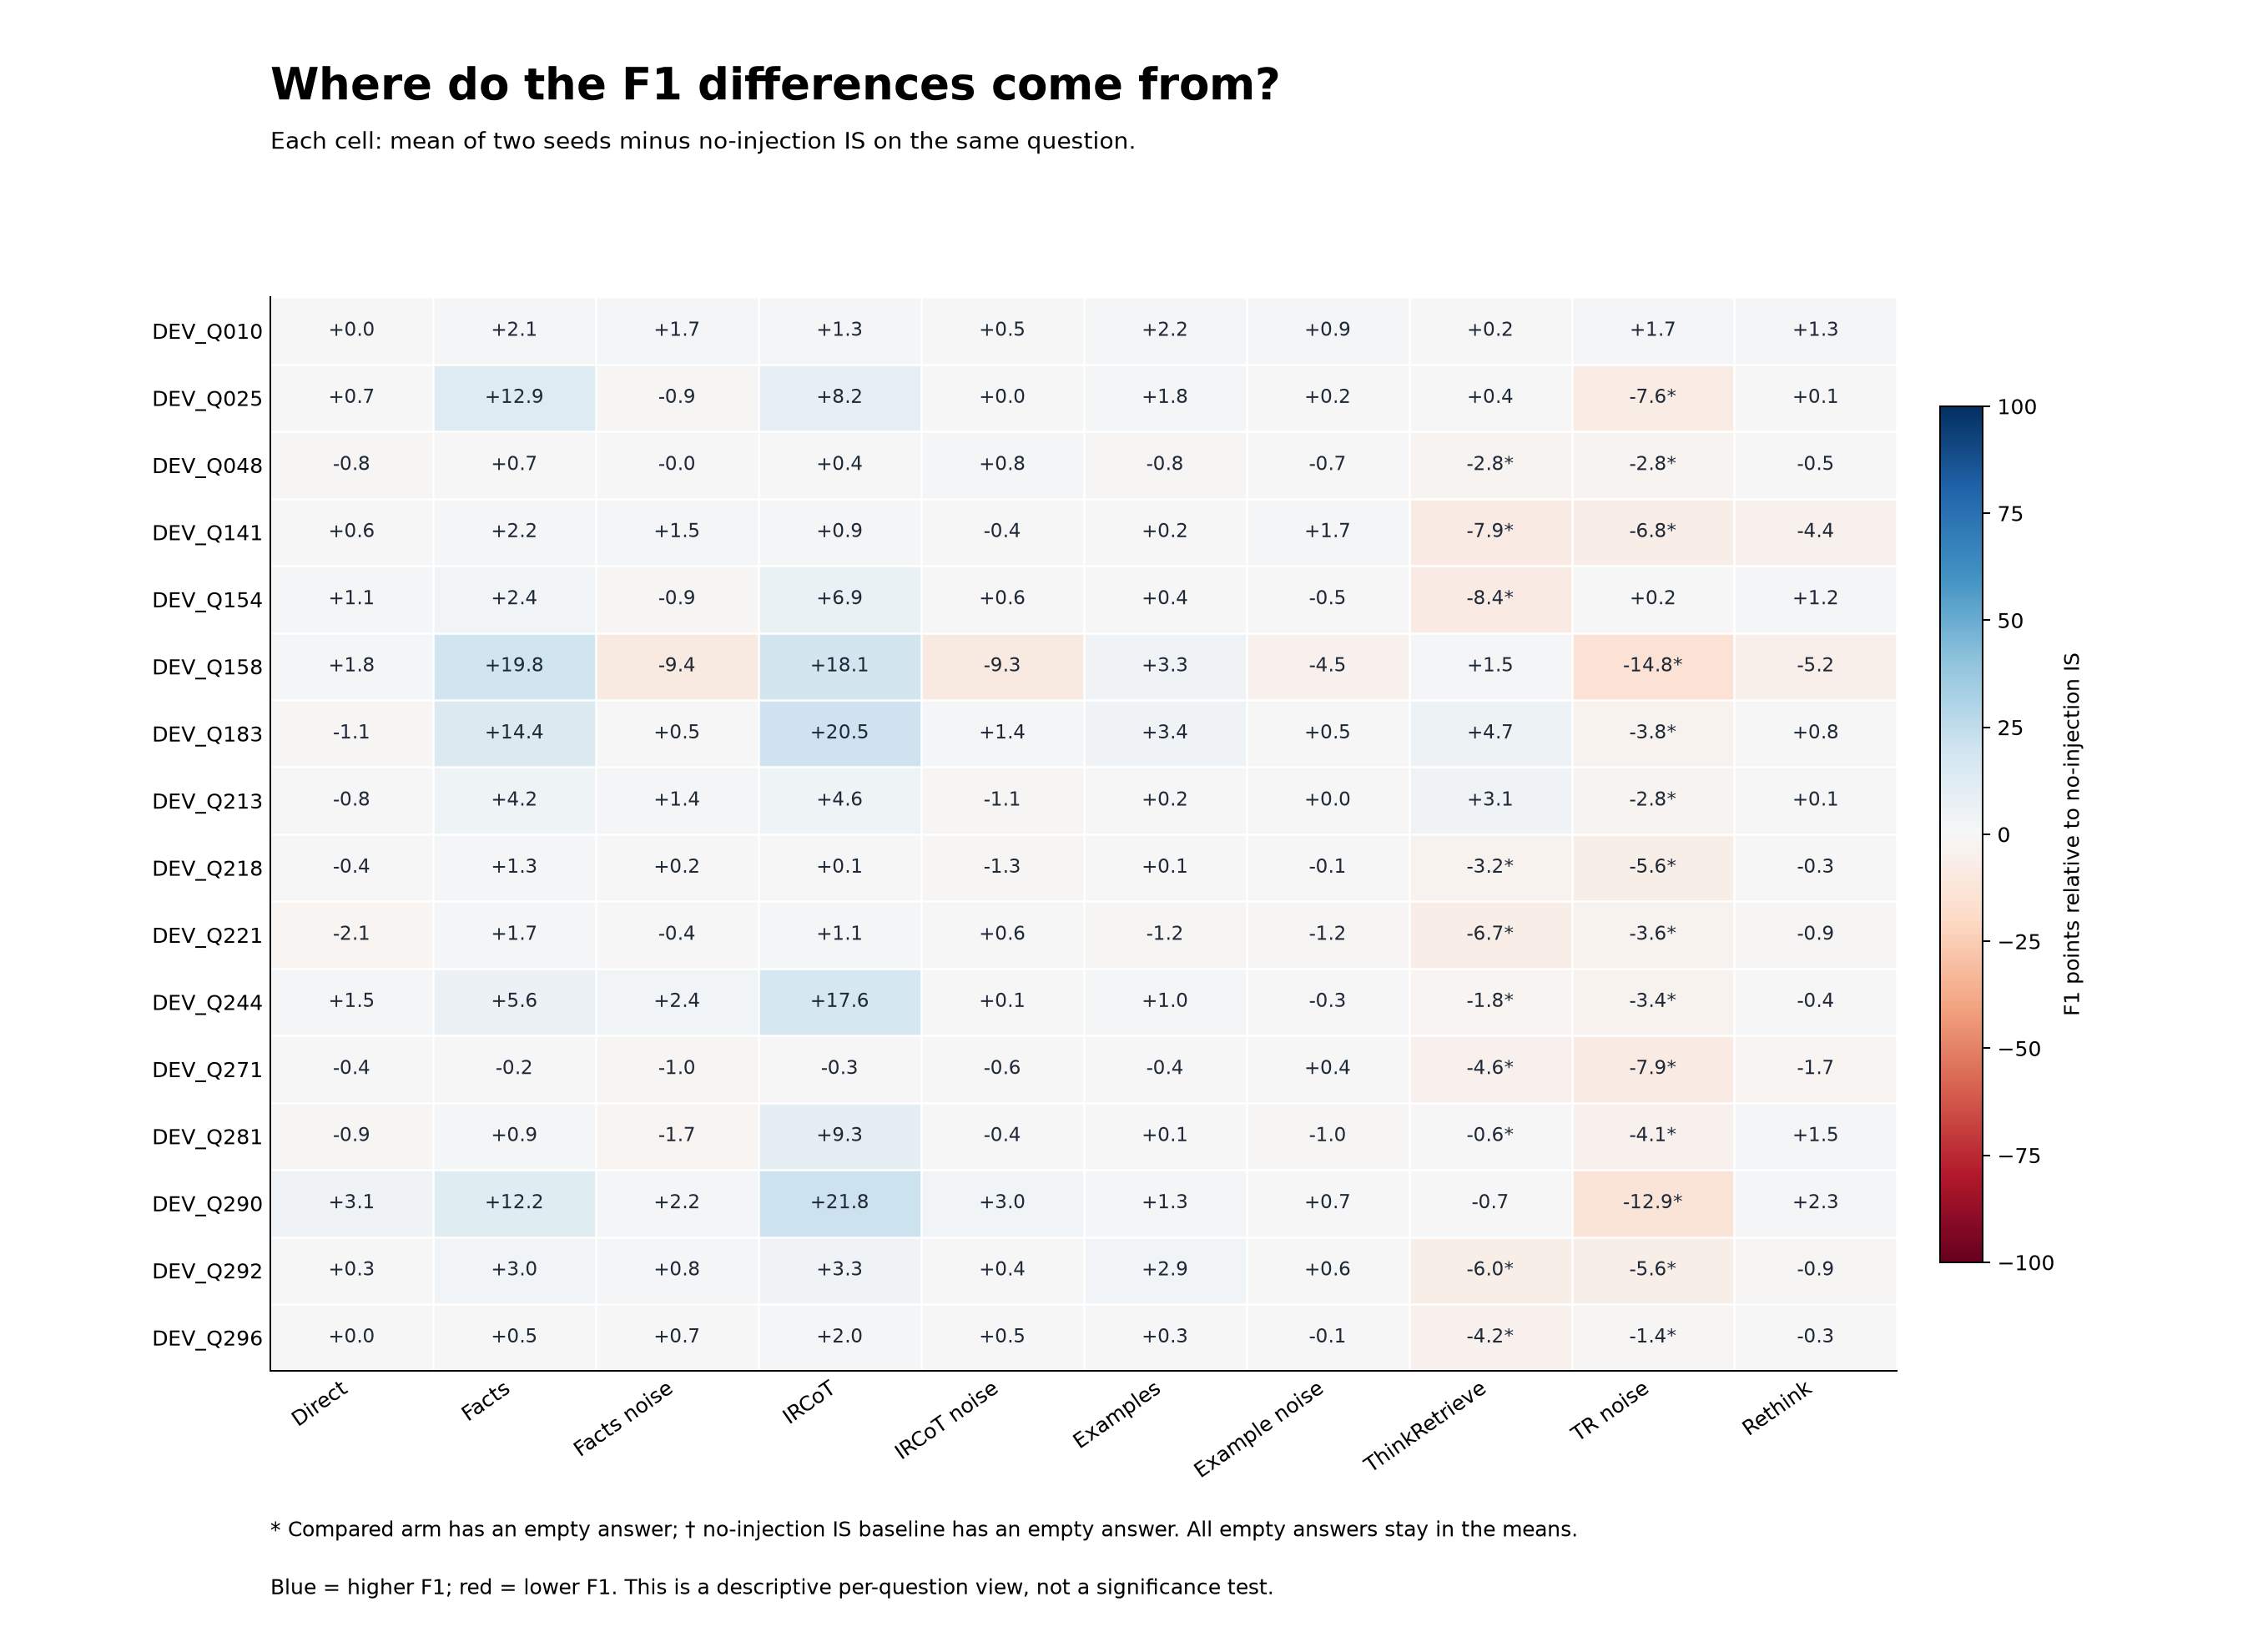 Where do the F1 differences come from?
Each cell: mean of two seeds minus no-injection IS on the same question.
DEV_Q010 +0.0 +2.1 +1.7 +1.3 +0.5 +2.2 +0.9 +0.2 +1.7 +1.3
DEV_Q025 +0.7 +12.9 -0.9 +8.2 +0.0 +1.8 +0.2 +0.4 -7.6* +0.1
DEV_Q048 -0.8 +0.7 -0.0 +0.4 +0.8 -0.8 -0.7 -2.8* -2.8* -0.5
DEV_Q141 +0.6 +2.2 +1.5 +0.9 -0.4 +0.2 +1.7 -7.9* -6.8* -4.4
DEV_Q154 +1.1 +2.4 -0.9 +6.9 +0.6 +0.4 -0.5 -8.4* +0.2 +1.2
DEV_Q158 +1.8 +19.8 -9.4 +18.1 -9.3 +3.3 -4.5 +1.5 -14.8* -5.2
DEV_Q183 -1.1 +14.4 +0.5 +20.5 +1.4 +3.4 +0.5 +4.7 -3.8* +0.8
DEV_Q213 -0.8 +4.2 +1.4 +4.6 -1.1 +0.2 +0.0 +3.1 -2.8* +0.1
DEV_Q218 -0.4 +1.3 +0.2 +0.1 -1.3 +0.1 -0.1 -3.2* -5.6* -0.3
DEV_Q221 -2.1 +1.7 -0.4 +1.1 +0.6 -1.2 -1.2 -6.7* -3.6* -0.9
DEV_Q244 +1.5 +5.6 +2.4 +17.6 +0.1 +1.0 -0.3 -1.8* -3.4* -0.4
DEV_Q271 -0.4 -0.2 -1.0 -0.3 -0.6 -0.4 +0.4 -4.6* -7.9* -1.7
DEV_Q281 -0.9 +0.9 -1.7 +9.3 -0.4 +0.1 -1.0 -0.6* -4.1* +1.5
DEV_Q290 +3.1 +12.2 +2.2 +21.8 +3.0 +1.3 +0.7 -0.7 -12.9* +2.3
DEV_Q292 +0.3 +3.0 +0.8 +3.3 +0.4 +2.9 +0.6 -6.0* -5.6* -0.9
DEV_Q296 +0.0 +0.5 +0.7 +2.0 +0.5 +0.3 -0.1 -4.2* -1.4* -0.3
Direct Facts Facts noise IRCoT IRCoT noise Examples Example noise ThinkRetrieve TR noise Rethink
100
75
50
25
0
−25
−50
−75
−100
F1 points relative to no-injection IS
* Compared arm has an empty answer; † no-injection IS baseline has an empty answer. All empty answers stay in the means.
Blue = higher F1; red = lower F1. This is a descriptive per-question view, not a significance test.